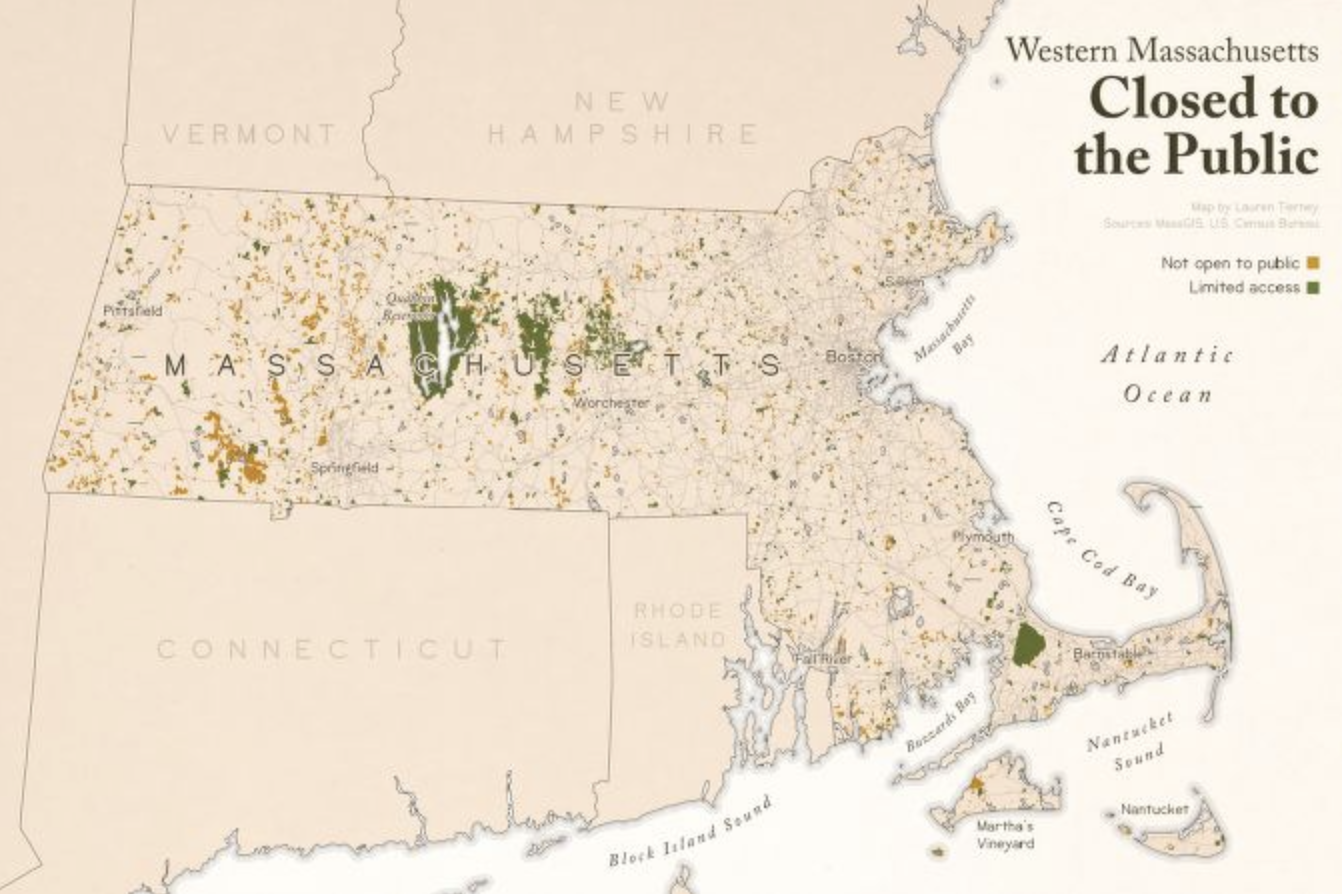 Western Massachusetts
Closed to
the Public
Map by Lauren Tierney
Sources: MassGIS, U.S. Census Bureau
Not open to public
Limited access
NEW
HAMPSHIRE
VERMONT
Salem
Quabbin
Reservoir
Pittsfield
Massachusetts
Bay
MASSACHUSETTS
Boston
Atlantic
Ocean
Worchester
Springfield
Plymouth
Cape Cod Bay
RHODE
ISLAND
CONNECTICUT
Fall River
Barnstable
Buzzards Bay
Nantucket
Sound
Nantucket
Martha's
Vineyard
Block Island Sound